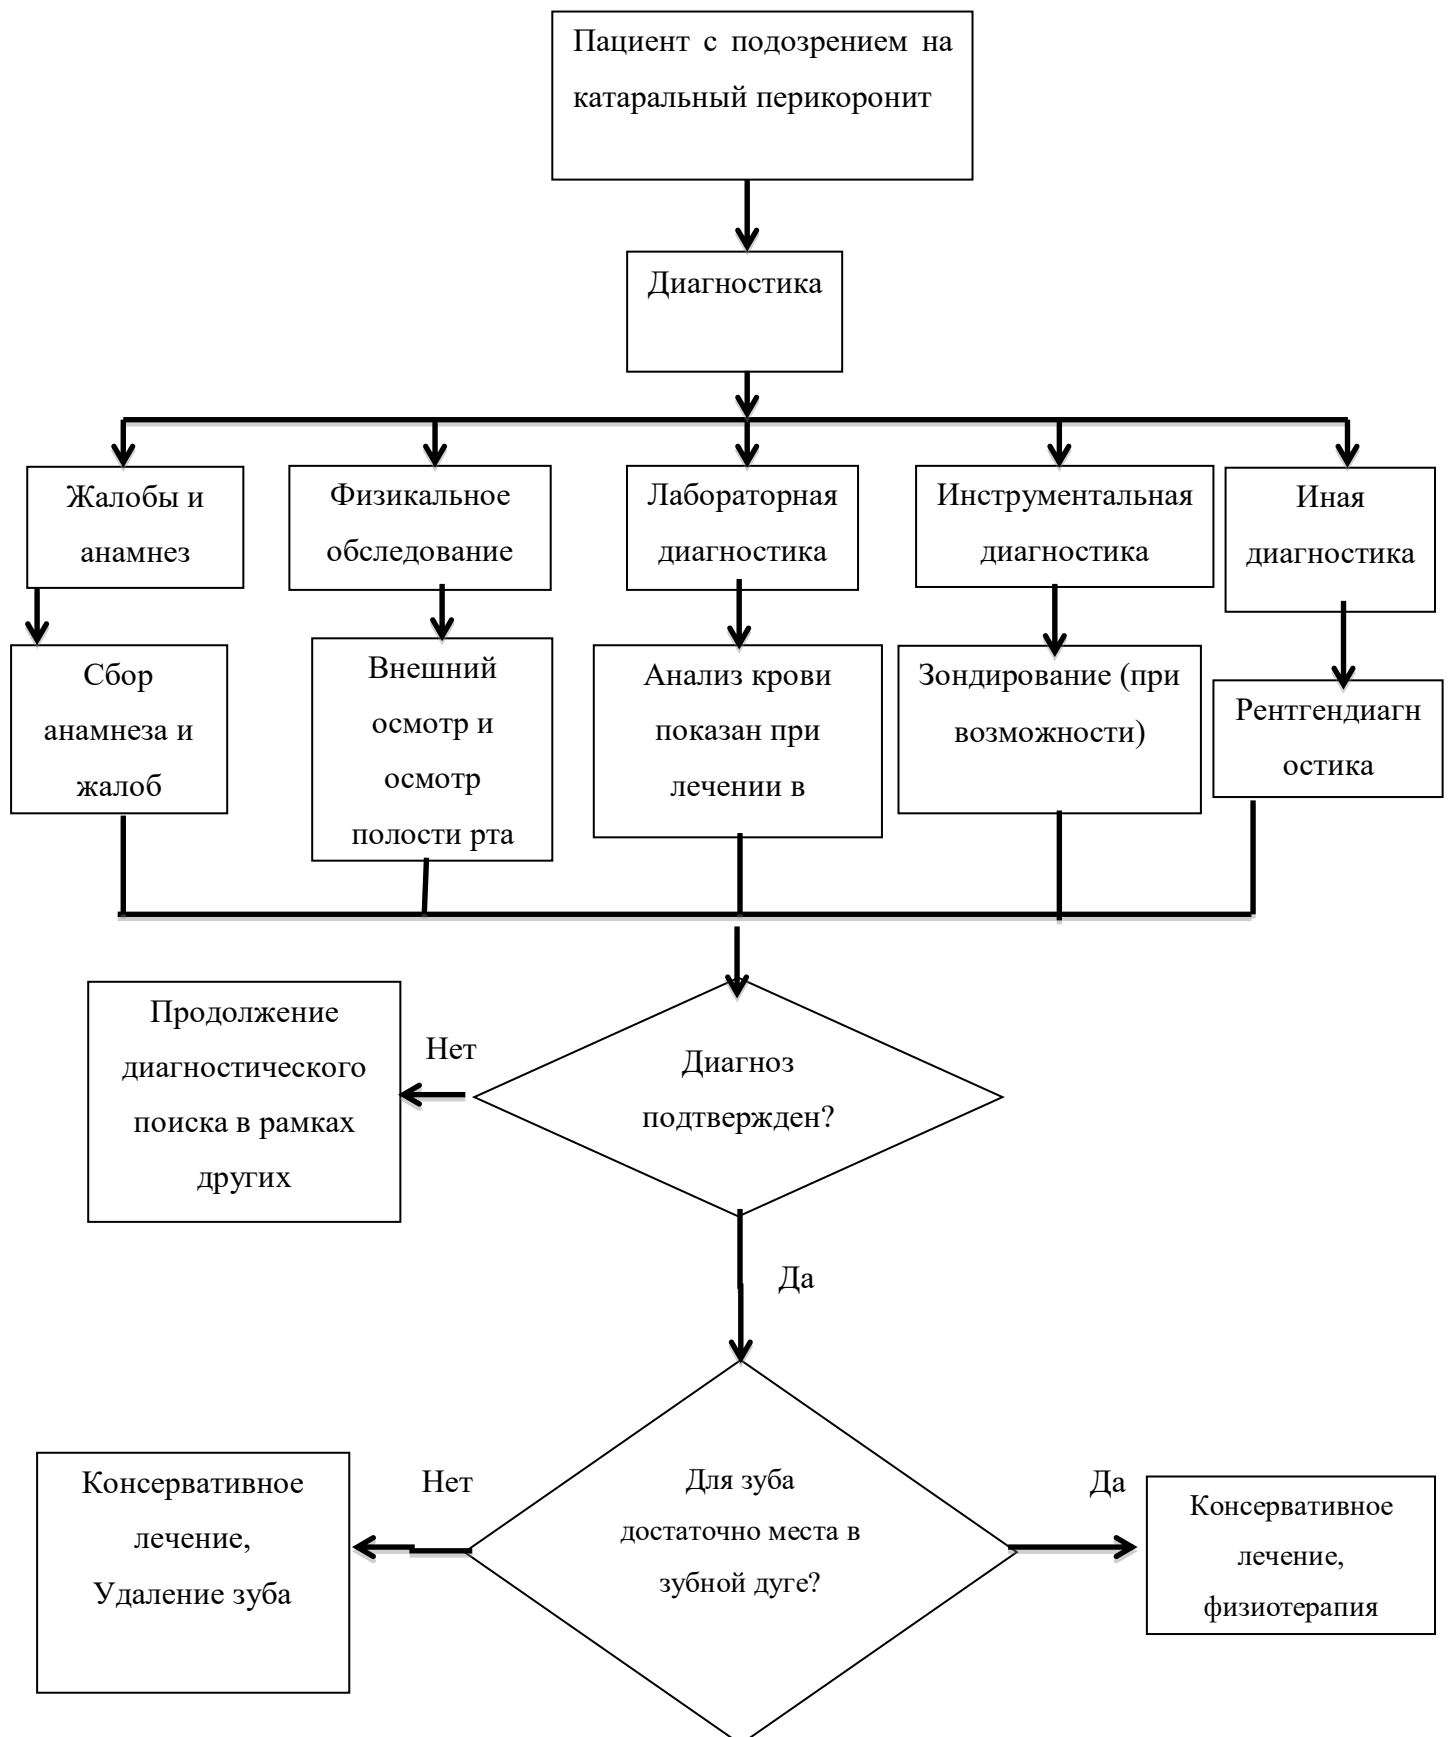 Пациент с подозрением на
катаральный перикоронит
Диагностика
Жалобы и
анамнез
Физикальное
обследование
Лабораторная
диагностика
Инструментальная
диагностика
Иная
диагностика
Сбор
анамнеза и
жалоб
Внешний
осмотр и
осмотр
полости рта
Анализ крови
показан при
лечении в
Зондирование (при
возможности)
Рентгендиагн
остика
Продолжение
диагностического
поиска в рамках
других
Нет
Диагноз
подтвержден?
Да
Консервативное
лечение,
Удаление зуба
Нет
Для зуба
достаточно места в
зубной дуге?
Да
Консервативное
лечение,
физиотерапия